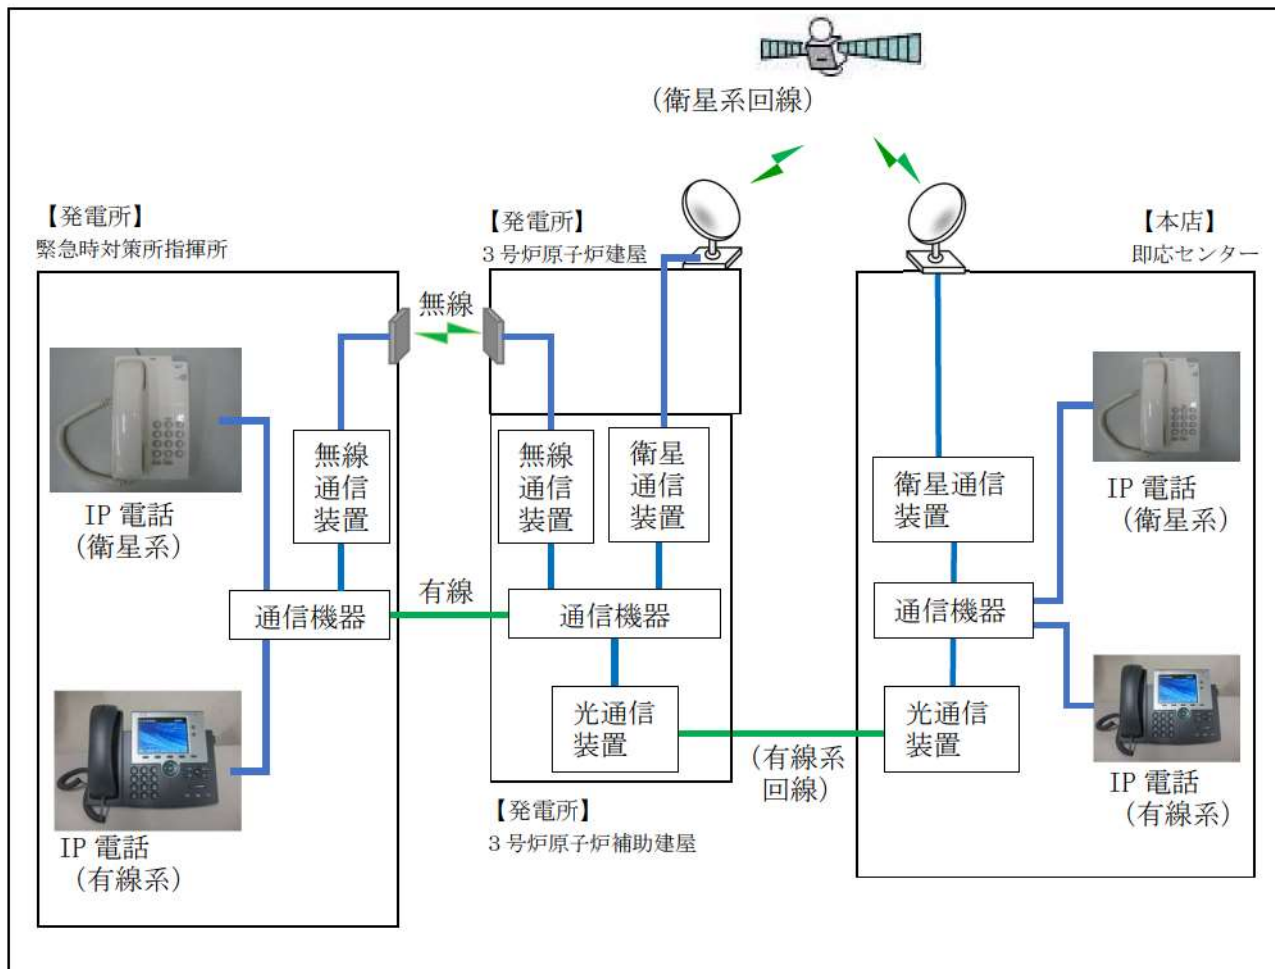 （衛星系回線）
【発電所】
緊急時対策所指揮所
【発電所】
３号炉原子炉建屋
【本店】
即応センター
無線
無線
通信
装置
無線
通信
装置
衛星
通信
装置
衛星通信
装置
IP 電話
（衛星系）
IP 電話
（衛星系）
通信機器
有線
通信機器
通信機器
光通信
装置
光通信
装置
（有線系
回線）
IP 電話
（有線系）
IP 電話
（有線系）
【発電所】
３号炉原子炉補助建屋